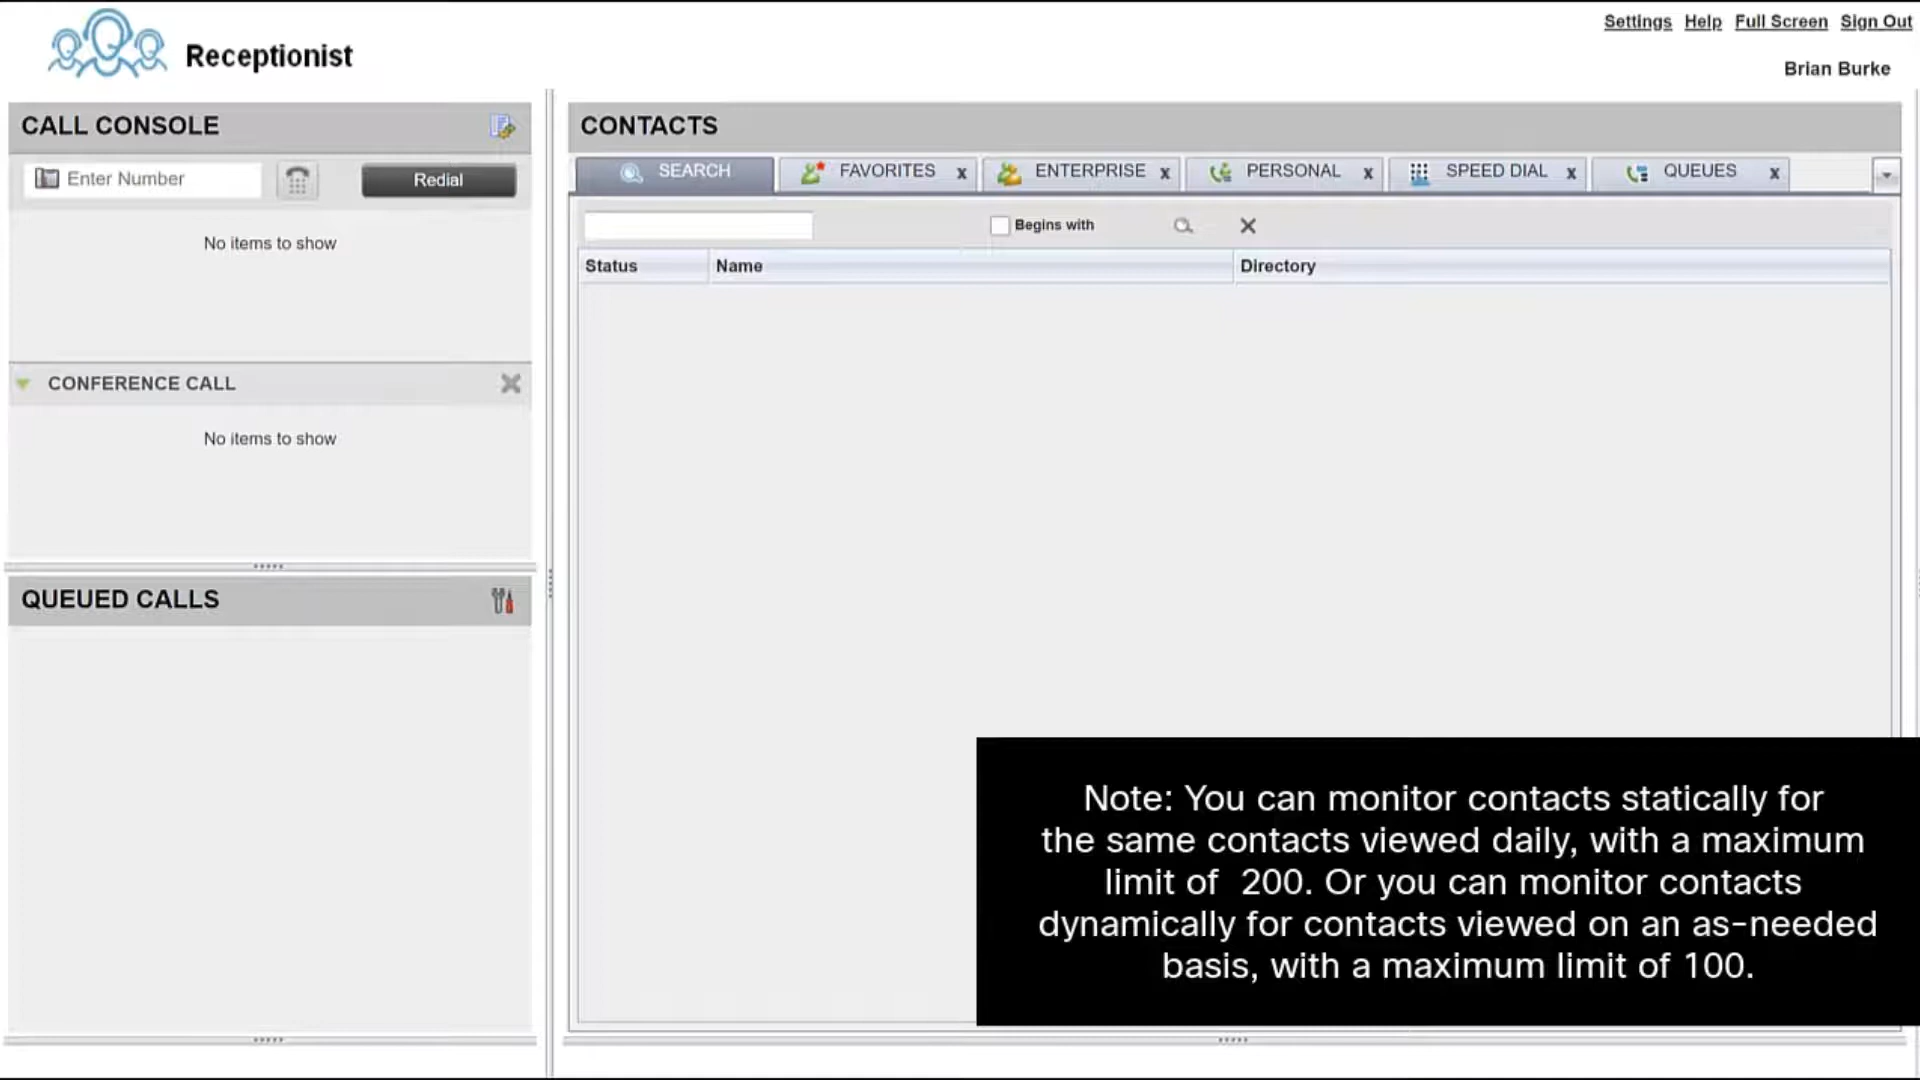 Settings Help Full Screen Sign Out
Receptionist
Brian Burke
CALL CONSOLE
Enter Number Redial
No items to show
CONFERENCE CALL
No items to show
QUEUED CALLS
CONTACTS
SEARCH FAVORITES x ENTERPRISE x PERSONAL x SPEED DIAL x QUEUES x
Begins with
Status Name Directory
Note: You can monitor contacts statically for
the same contacts viewed daily, with a maximum
limit of 200. Or you can monitor contacts
dynamically for contacts viewed on an as-needed
basis, with a maximum limit of 100.